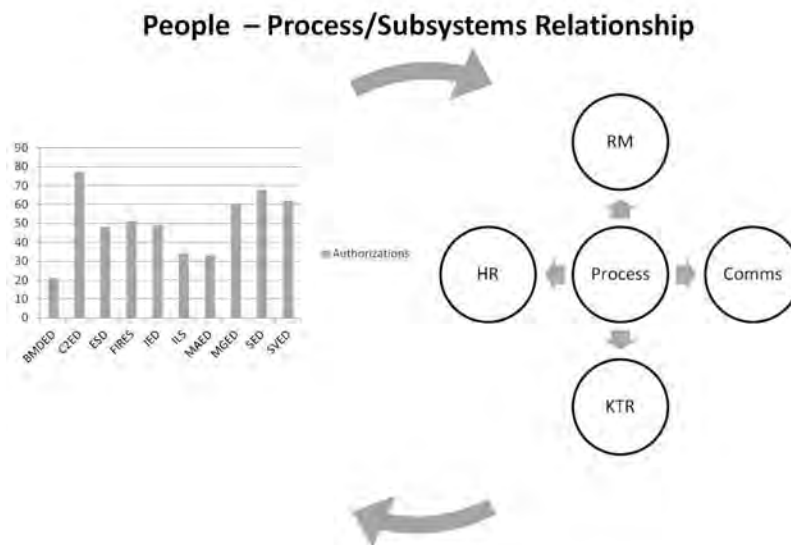 People – Process/Subsystems Relationship
90
80
70
60
50
40
30
20
10
0
BMDED
C2ED
ESD
FIRES
IED
ILS
MAED
MGED
SED
SVED
Authorizations
RM
HR
Process
Comms
KTR